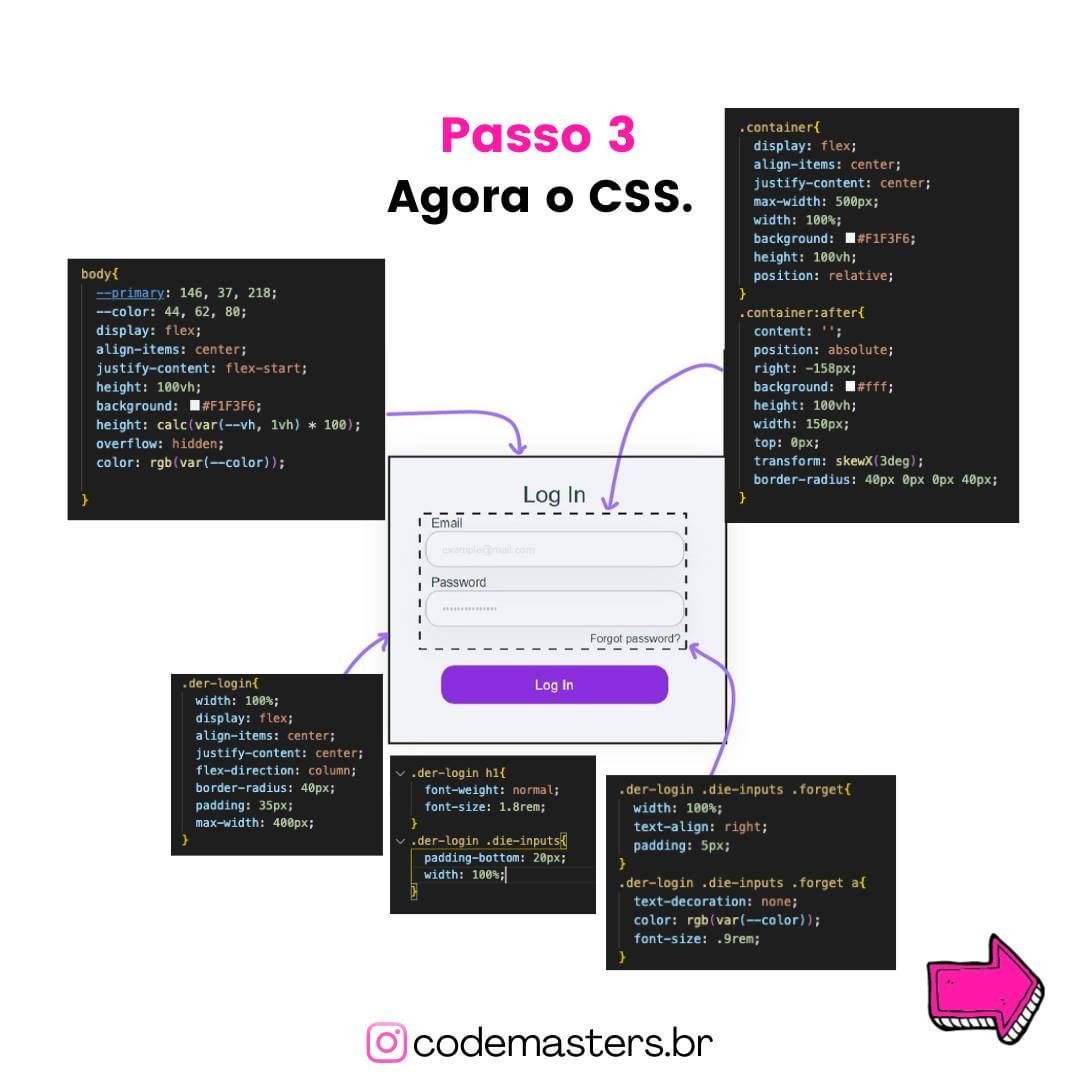 Passo 3
Agora o CSS.
body{
--primary: 146, 37, 218;
--color: 44, 62, 80;
display: flex;
align-items: center;
justify-content: flex-start;
height: 100vh;
background: #F1F3F6;
height: calc(var(--vh, 1vh) * 100);
overflow: hidden;
color: rgb(var(--color));
}
.container{
display: flex;
align-items: center;
justify-content: center;
max-width: 500px;
width: 100%;
background: #F1F3F6;
height: 100vh;
position: relative;
}
.container:after{
content: '';
position: absolute;
right: -158px;
background: #fff;
height: 100vh;
width: 150px;
top: 0px;
transform: skewX(3deg);
border-radius: 40px 0px 0px 40px;
}
Log In
Email
example@mail.com
Password
Forgot password?
Log In
.der-login{
width: 100%;
display: flex;
align-items: center;
justify-content: center;
flex-direction: column;
border-radius: 40px;
padding: 35px;
max-width: 400px;
}
.der-login h1{
font-weight: normal;
font-size: 1.8rem;
}
.der-login .die-inputs{
padding-bottom: 20px;
width: 100%;
}
.der-login .die-inputs .forget{
width: 100%;
text-align: right;
padding: 5px;
}
.der-login .die-inputs .forget a{
text-decoration: none;
color: rgb(var(--color));
font-size: .9rem;
}
codemasters.br